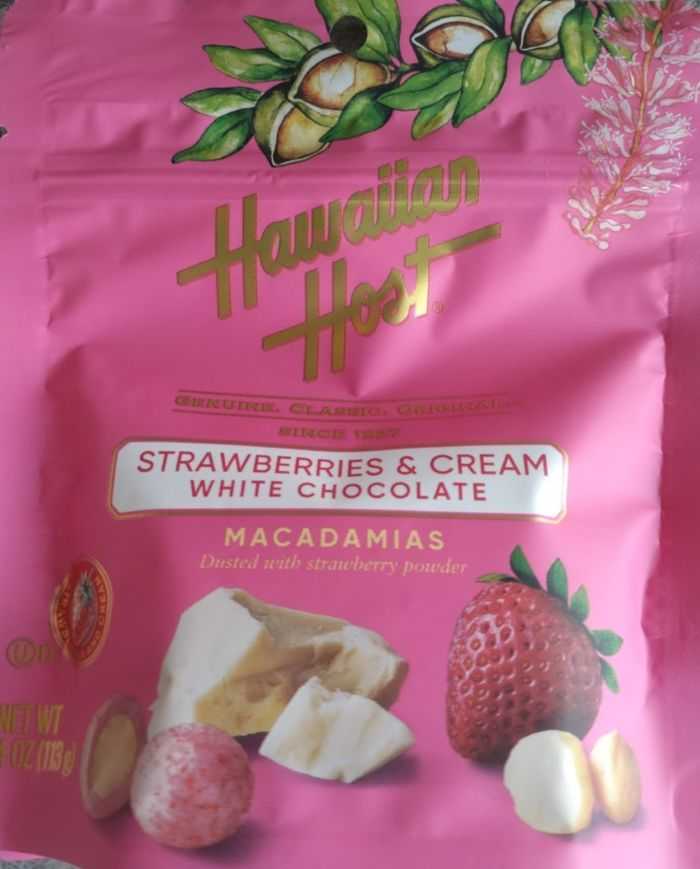 Hawaiian
Host®
GENUINE. CLASSIC. ORIGINAL.
SINCE 1927
STRAWBERRIES & CREAM
WHITE CHOCOLATE
MACADAMIAS
Dusted with strawberry powder
NET WT
OZ (113g)